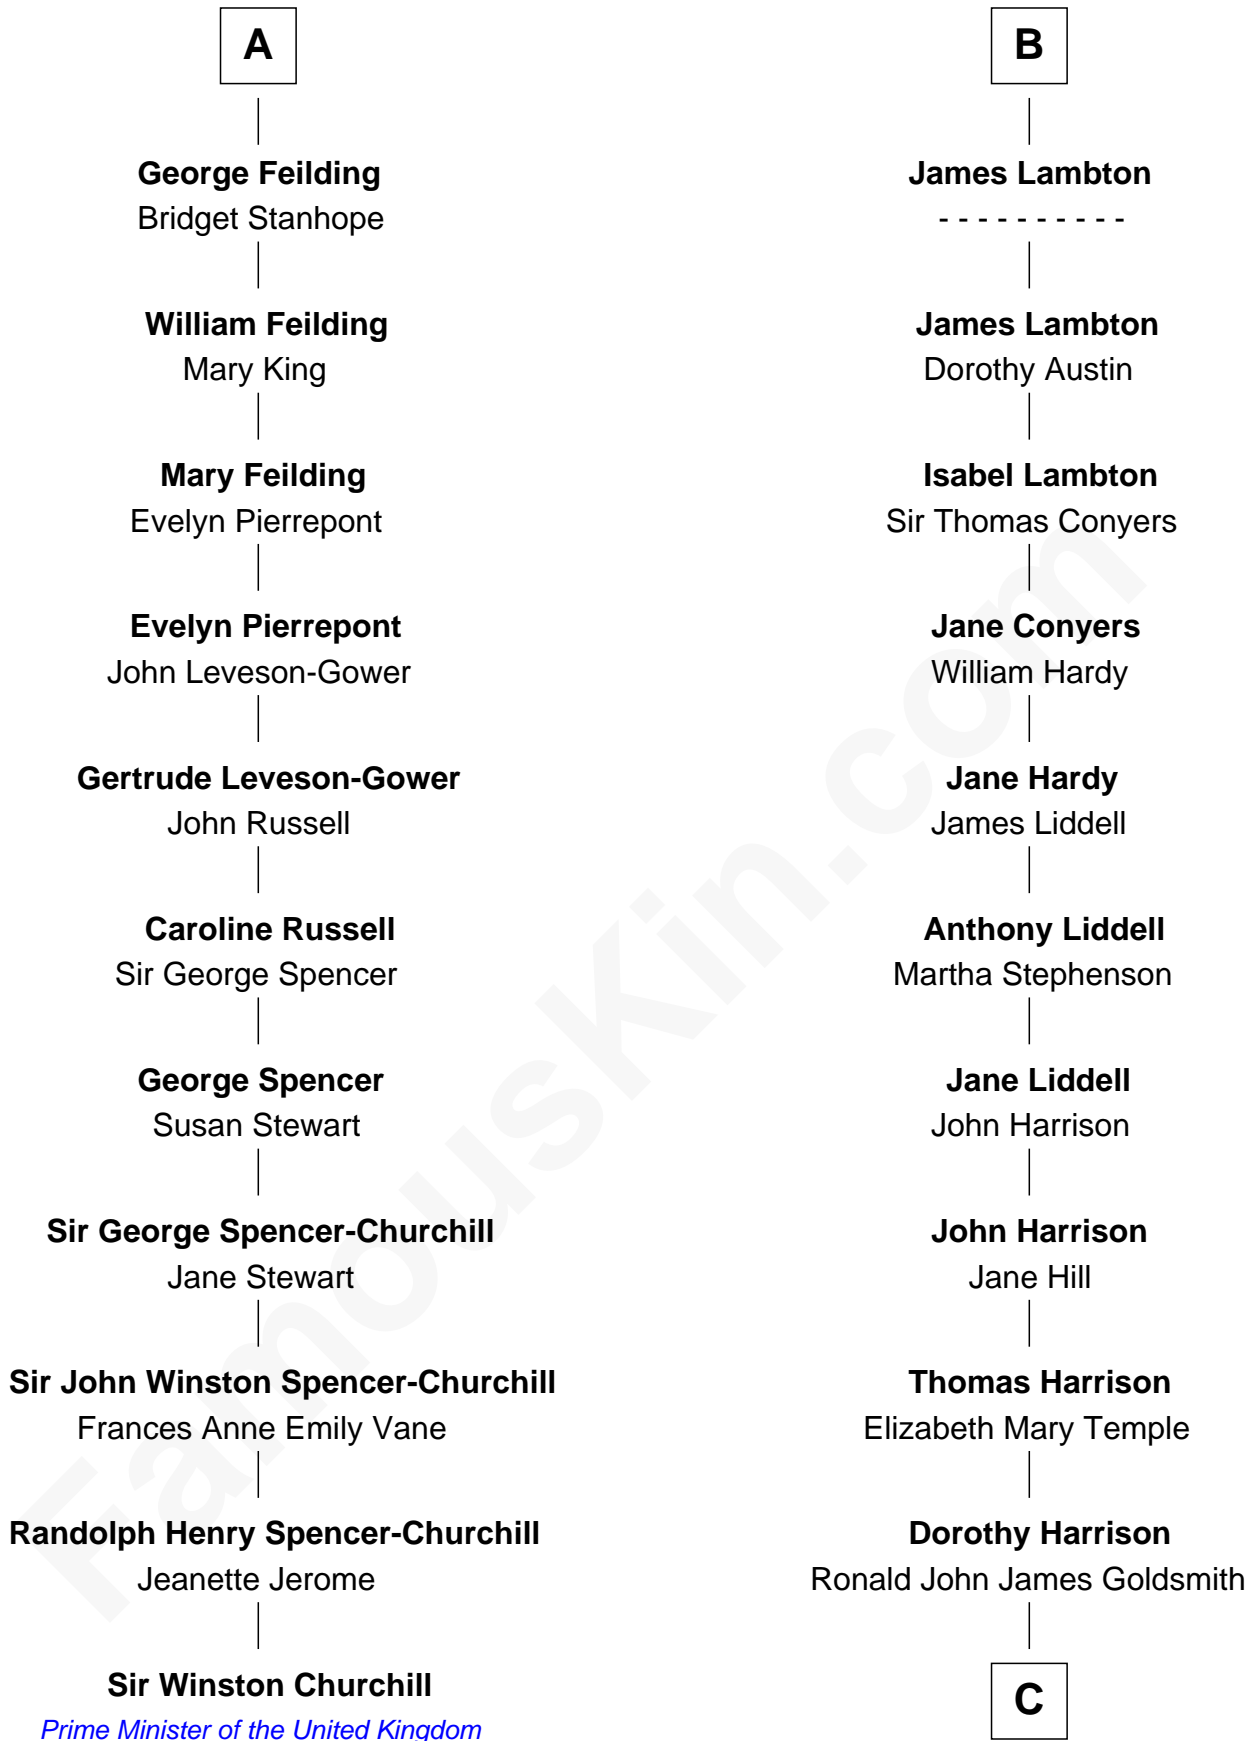 A
George Feilding
Bridget Stanhope
William Feilding
Mary King
Mary Feilding
Evelyn Pierrepont
Evelyn Pierrepont
John Leveson-Gower
Gertrude Leveson-Gower
John Russell
Caroline Russell
Sir George Spencer
George Spencer
Susan Stewart
Sir George Spencer-Churchill
Jane Stewart
Sir John Winston Spencer-Churchill
Frances Anne Emily Vane
Randolph Henry Spencer-Churchill
Jeanette Jerome
Sir Winston Churchill
Prime Minister of the United Kingdom
B
James Lambton
- - - - - - - - - -
James Lambton
Dorothy Austin
Isabel Lambton
Sir Thomas Conyers
Jane Conyers
William Hardy
Jane Hardy
James Liddell
Anthony Liddell
Martha Stephenson
Jane Liddell
John Harrison
John Harrison
Jane Hill
Thomas Harrison
Elizabeth Mary Temple
Dorothy Harrison
Ronald John James Goldsmith
C
FamousKin.com